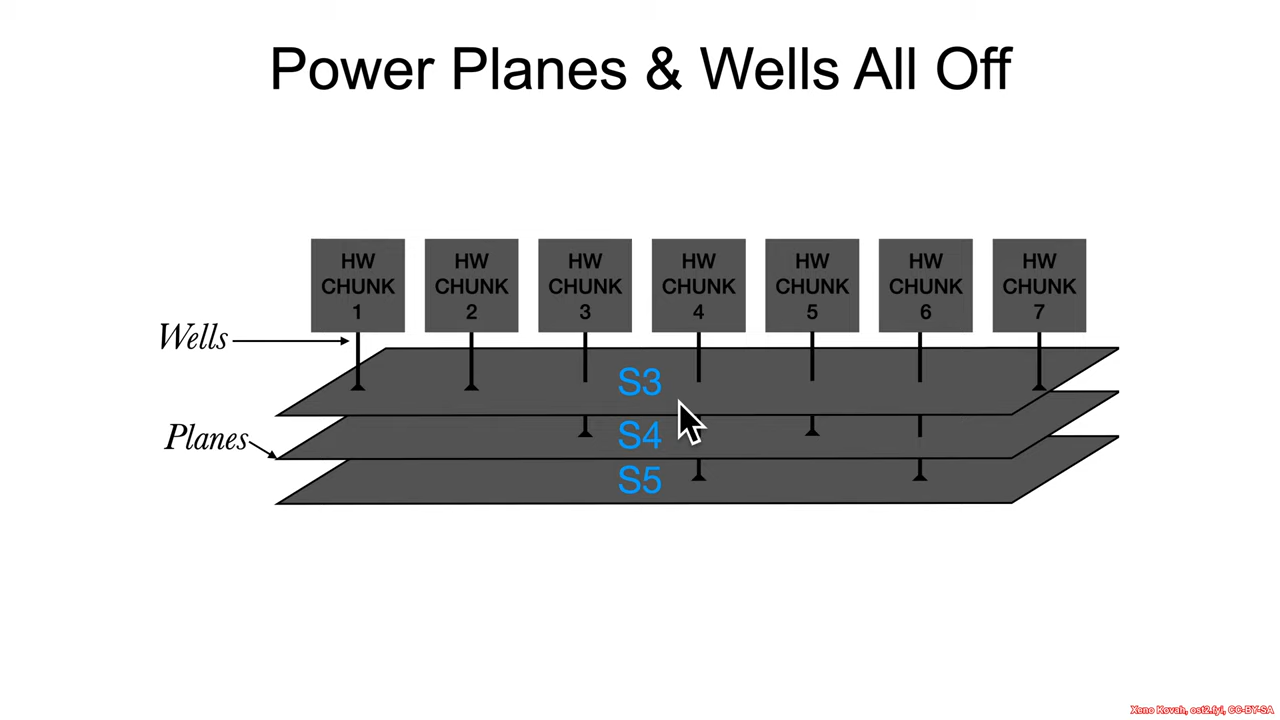 Power Planes & Wells All Off
HW
CHUNK
1
HW
CHUNK
2
HW
CHUNK
3
HW
CHUNK
4
HW
CHUNK
5
HW
CHUNK
6
HW
CHUNK
7
Wells
S3
Planes
S4
S5
Xeno Kovah, ost2.fyi, CC-BY-SA